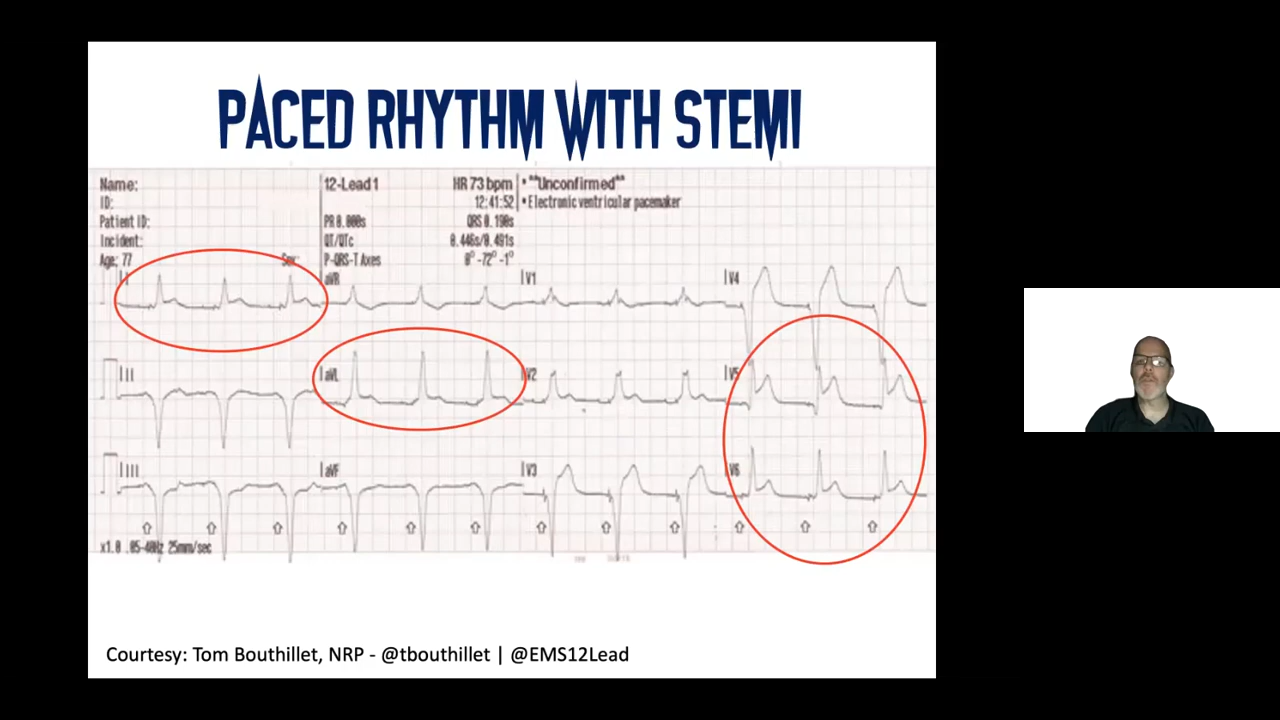 PACED RHYTHM WITH STEMI
Name: 12-Lead 1 HR 73 bpm • **Unconfirmed**
ID: 12:41:52 • Electronic ventricular pacemaker
Patient ID: PR 0.000s QRS 0.190s
Incident: QT/QTc 0.446s/0.491s
Age: 77 Sex: P-QRS-T Axes 0° -72° -1°
I aVR V1 V4
II aVL V2 V5
III aVF V3 V6
x1.0 .05-40Hz 25mm/sec
Courtesy: Tom Bouthillet, NRP - @tbouthillet | @EMS12Lead